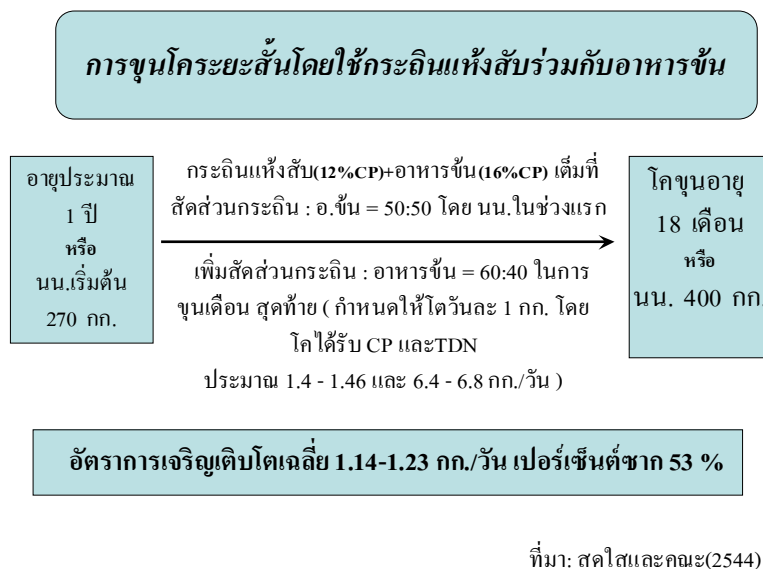 การขุนโคระยะสั้นโดยใช้กระถินแห้งสับร่วมกับอาหารข้น
อายุประมาณ
1 ปี
หรือ
นน.เริ่มต้น
270 กก.
กระถินแห้งสับ(12%CP)+อาหารข้น(16%CP) เต็มที่
สัดส่วนกระถิน : อ.ข้น = 50:50 โดย นน.ในช่วงแรก
เพิ่มสัดส่วนกระถิน : อาหารข้น = 60:40 ในการ
ขุนเดือน สุดท้าย ( กำหนดให้โตวันละ 1 กก. โดย
โคได้รับ CP และTDN
ประมาณ 1.4 - 1.46 และ 6.4 - 6.8 กก./วัน )
โคขุนอายุ
18 เดือน
หรือ
นน. 400 กก.
อัตราการเจริญเติบโตเฉลี่ย 1.14-1.23 กก./วัน เปอร์เซ็นต์ซาก 53 %
ที่มา: สดใสและคณะ(2544)